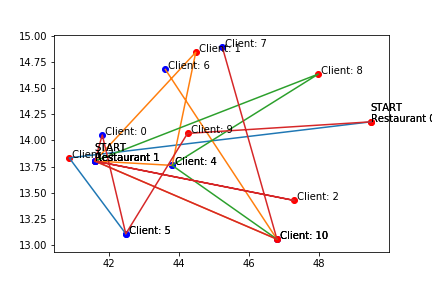 15.00
14.75
14.50
14.25
14.00
13.75
13.50
13.25
13.00
42
44
46
48
Client: 7
Client: 1
Client: 6
Client: 8
START
Restaurant 0
Client: 9
Client: 0
START
Restaurant 1
Client:
Client: 4
Client: 2
Client: 5
Client: 10